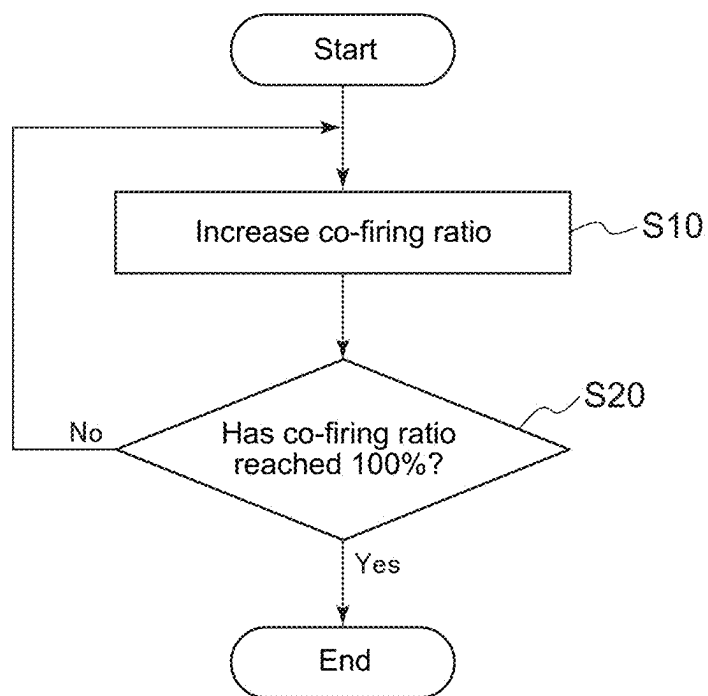 Start
Increase co-firing ratio
S10
S20
No
Has co-firing ratio
reached 100%?
Yes
End